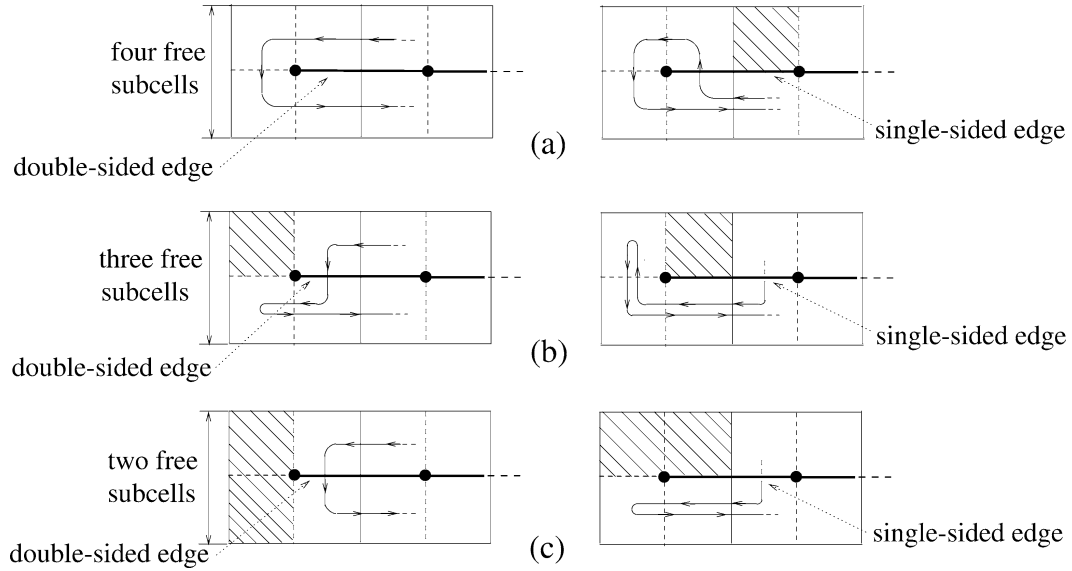 four free
subcells
double-sided edge
(a)
single-sided edge
three free
subcells
double-sided edge
(b)
single-sided edge
two free
subcells
double-sided edge
(c)
single-sided edge